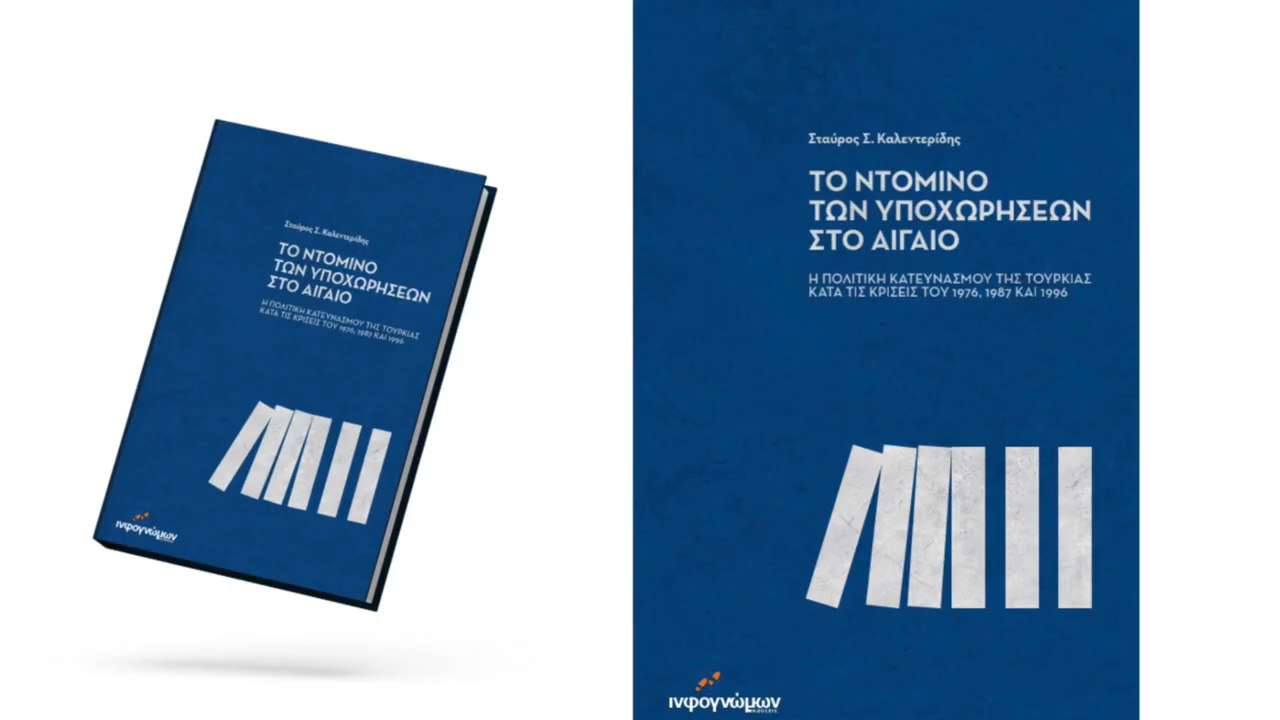 Σταύρος Σ. Καλεντερίδης
ΤΟ ΝΤΟΜΙΝΟ
ΤΩΝ ΥΠΟΧΩΡΗΣΕΩΝ
ΣΤΟ ΑΙΓΑΙΟ
Η ΠΟΛΙΤΙΚΗ ΚΑΤΕΥΝΑΣΜΟΥ ΤΗΣ ΤΟΥΡΚΙΑΣ
ΚΑΤΑ ΤΙΣ ΚΡΙΣΕΙΣ ΤΟΥ 1976, 1987 ΚΑΙ 1996
ινφογνώμων
Σταύρος Σ. Καλεντερίδης
ΤΟ ΝΤΟΜΙΝΟ
ΤΩΝ ΥΠΟΧΩΡΗΣΕΩΝ
ΣΤΟ ΑΙΓΑΙΟ
Η ΠΟΛΙΤΙΚΗ ΚΑΤΕΥΝΑΣΜΟΥ ΤΗΣ ΤΟΥΡΚΙΑΣ
ΚΑΤΑ ΤΙΣ ΚΡΙΣΕΙΣ ΤΟΥ 1976, 1987 ΚΑΙ 1996
ινφογνώμων
ΕΚΔΟΣΕΙΣ